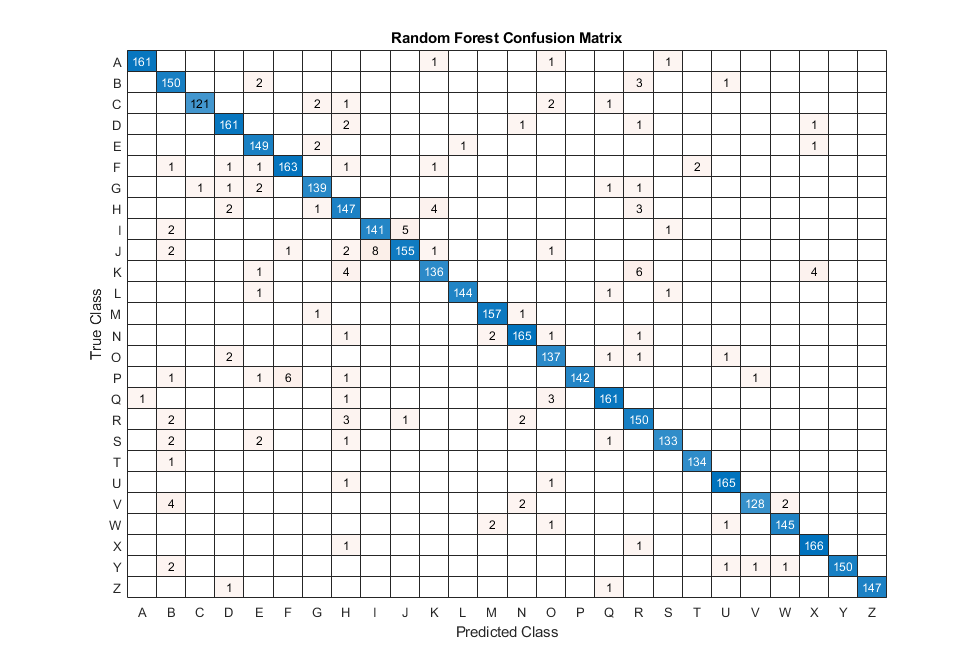 Random Forest Confusion Matrix
True Class
A 161 1 1 1
B 150 2 3 1
C 121 2 1 2 1
D 161 2 1 1 1
E 149 2 1 1
F 1 1 1 163 1 1 2
G 1 1 2 139 1 1
H 2 1 147 4 3
I 2 141 5 1
J 2 1 2 8 155 1 1
K 1 4 136 6 4
L 1 144 1 1
M 1 157 1
N 1 2 165 1 1
O 2 137 1 1 1
P 1 1 6 1 142 1
Q 1 1 3 161
R 2 3 1 2 150
S 2 2 1 1 133
T 1 134
U 1 1 165
V 4 2 128 2
W 2 1 1 145
X 1 1 166
Y 2 1 1 1 150
Z 1 1 147
A B C D E F G H I J K L M N O P Q R S T U V W X Y Z
Predicted Class